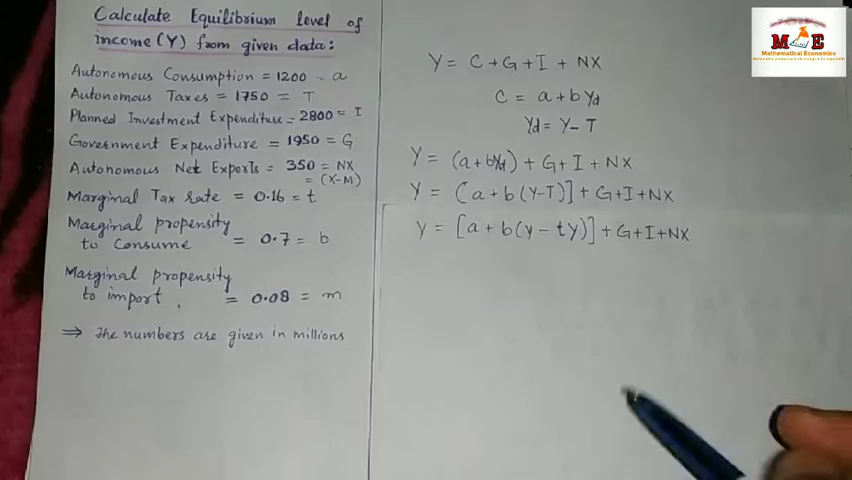 Calculate Equilibrium level of
income (Y) from given data:
Autonomous Consumption = 1200 = a
Autonomous Taxes = 1750 = T
Planned Investment Expenditure = 2800 = I
Government Expenditure = 1950 = G
Autonomous Net Exports = 350 = NX
= (X-M)
Marginal Tax rate = 0.16 = t
Marginal propensity
to Consume = 0.7 = b
Marginal propensity
to import = 0.08 = m
⇒ The numbers are given in millions
Y = C + G + I + NX
C = a + b Yd
Yd = Y - T
Y = (a + bYd) + G + I + NX
Y = [a + b (Y-T)] + G+I+NX
Y = [a + b(y - ty)] + G+I+NX
M E
Mathematical Economics